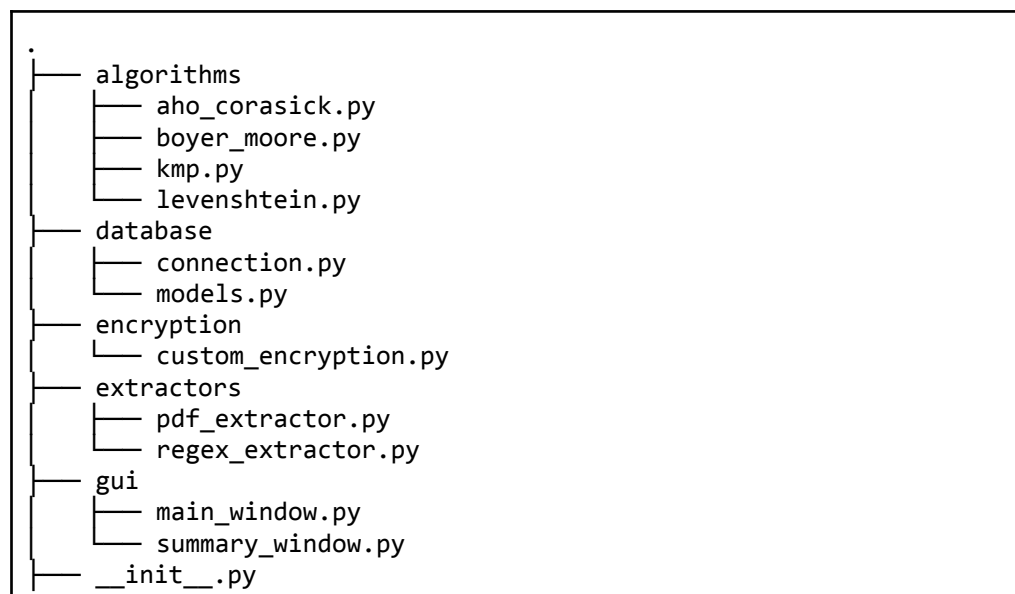 .
├── algorithms
│   ├── aho_corasick.py
│   ├── boyer_moore.py
│   ├── kmp.py
│   └── levenshtein.py
├── database
│   ├── connection.py
│   └── models.py
├── encryption
│   └── custom_encryption.py
├── extractors
│   ├── pdf_extractor.py
│   └── regex_extractor.py
├── gui
│   ├── main_window.py
│   └── summary_window.py
├── __init__.py